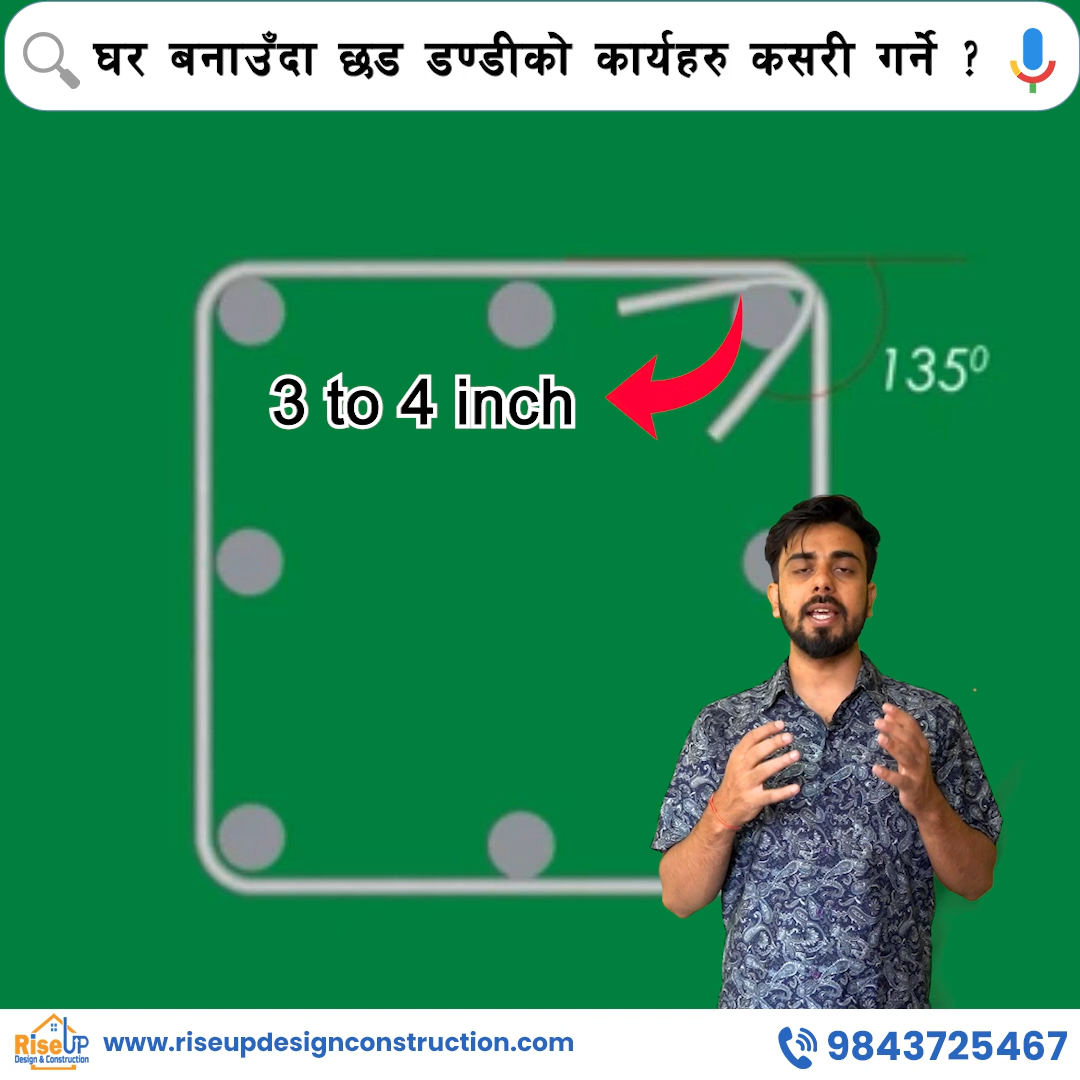 घर बनाउँदा छड डण्डीको कार्यहरु कसरी गर्ने ?
135⁰
3 to 4 inch
RiseUP
Design & Construction
www.riseupdesignconstruction.com
9843725467